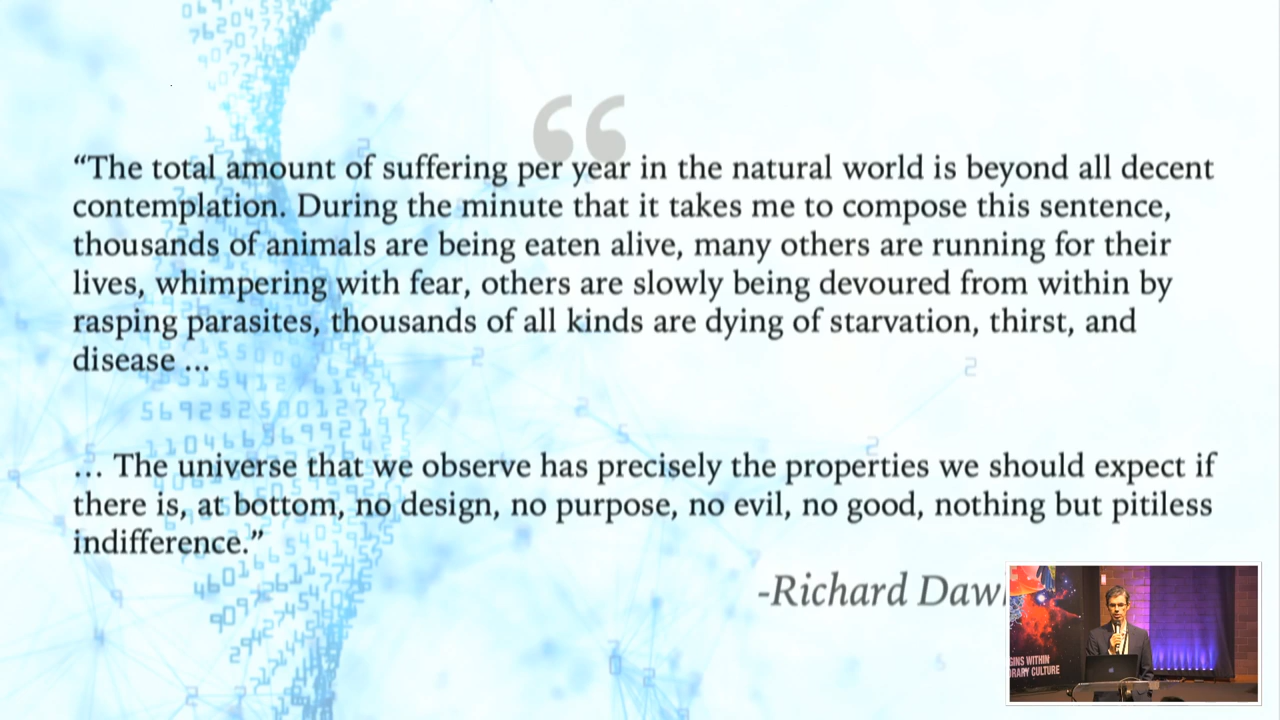 “The total amount of suffering per year in the natural world is beyond all decent
contemplation. During the minute that it takes me to compose this sentence,
thousands of animals are being eaten alive, many others are running for their
lives, whimpering with fear, others are slowly being devoured from within by
rasping parasites, thousands of all kinds are dying of starvation, thirst, and
disease ...
... The universe that we observe has precisely the properties we should expect if
there is, at bottom, no design, no purpose, no evil, no good, nothing but pitiless
indifference.”
-Richard Daw
GINS WITHIN
RARY CULTURE